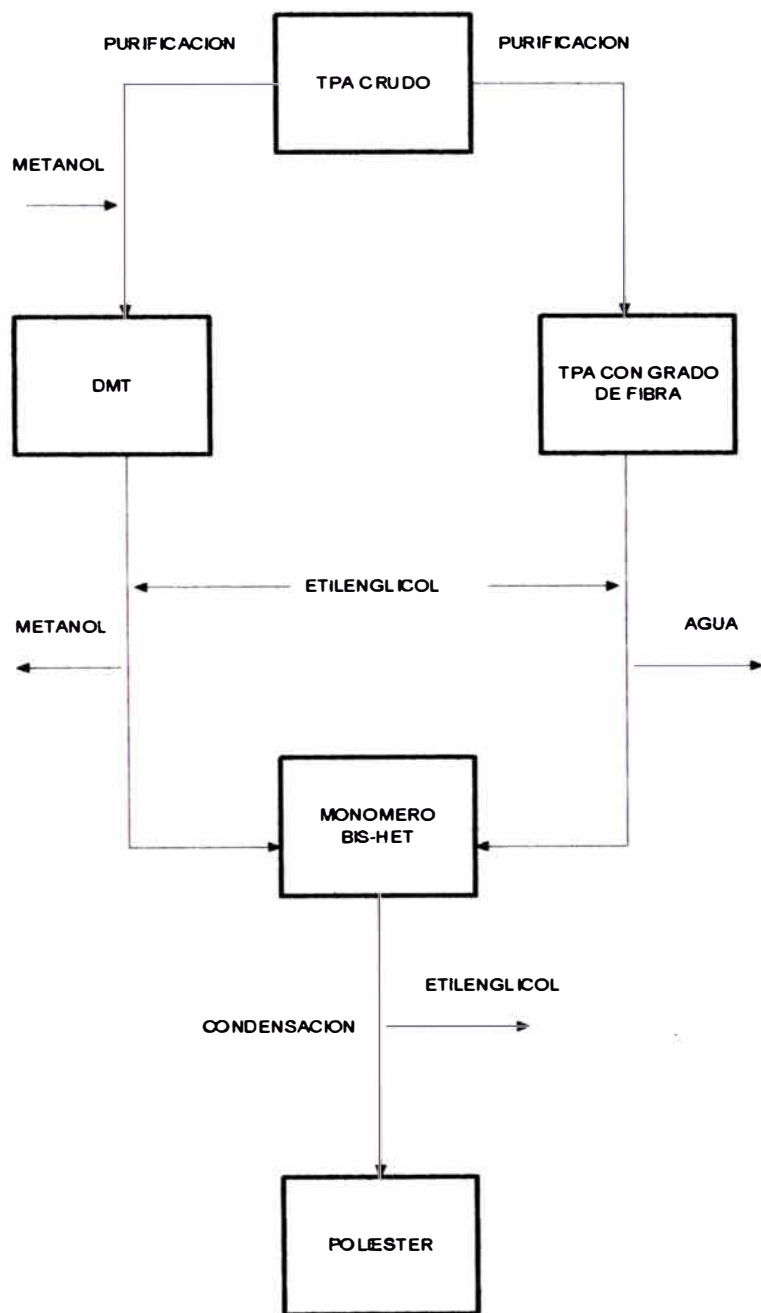 PURIFICACION
TPA CRUDO
PURIFICACION
METANOL
DMT
TPA CON GRADO
DE FIBRA
ETILENGLICOL
METANOL
AGUA
MONOMERO
BIS-HET
ETILENGLICOL
CONDENSACION
POLIESTER